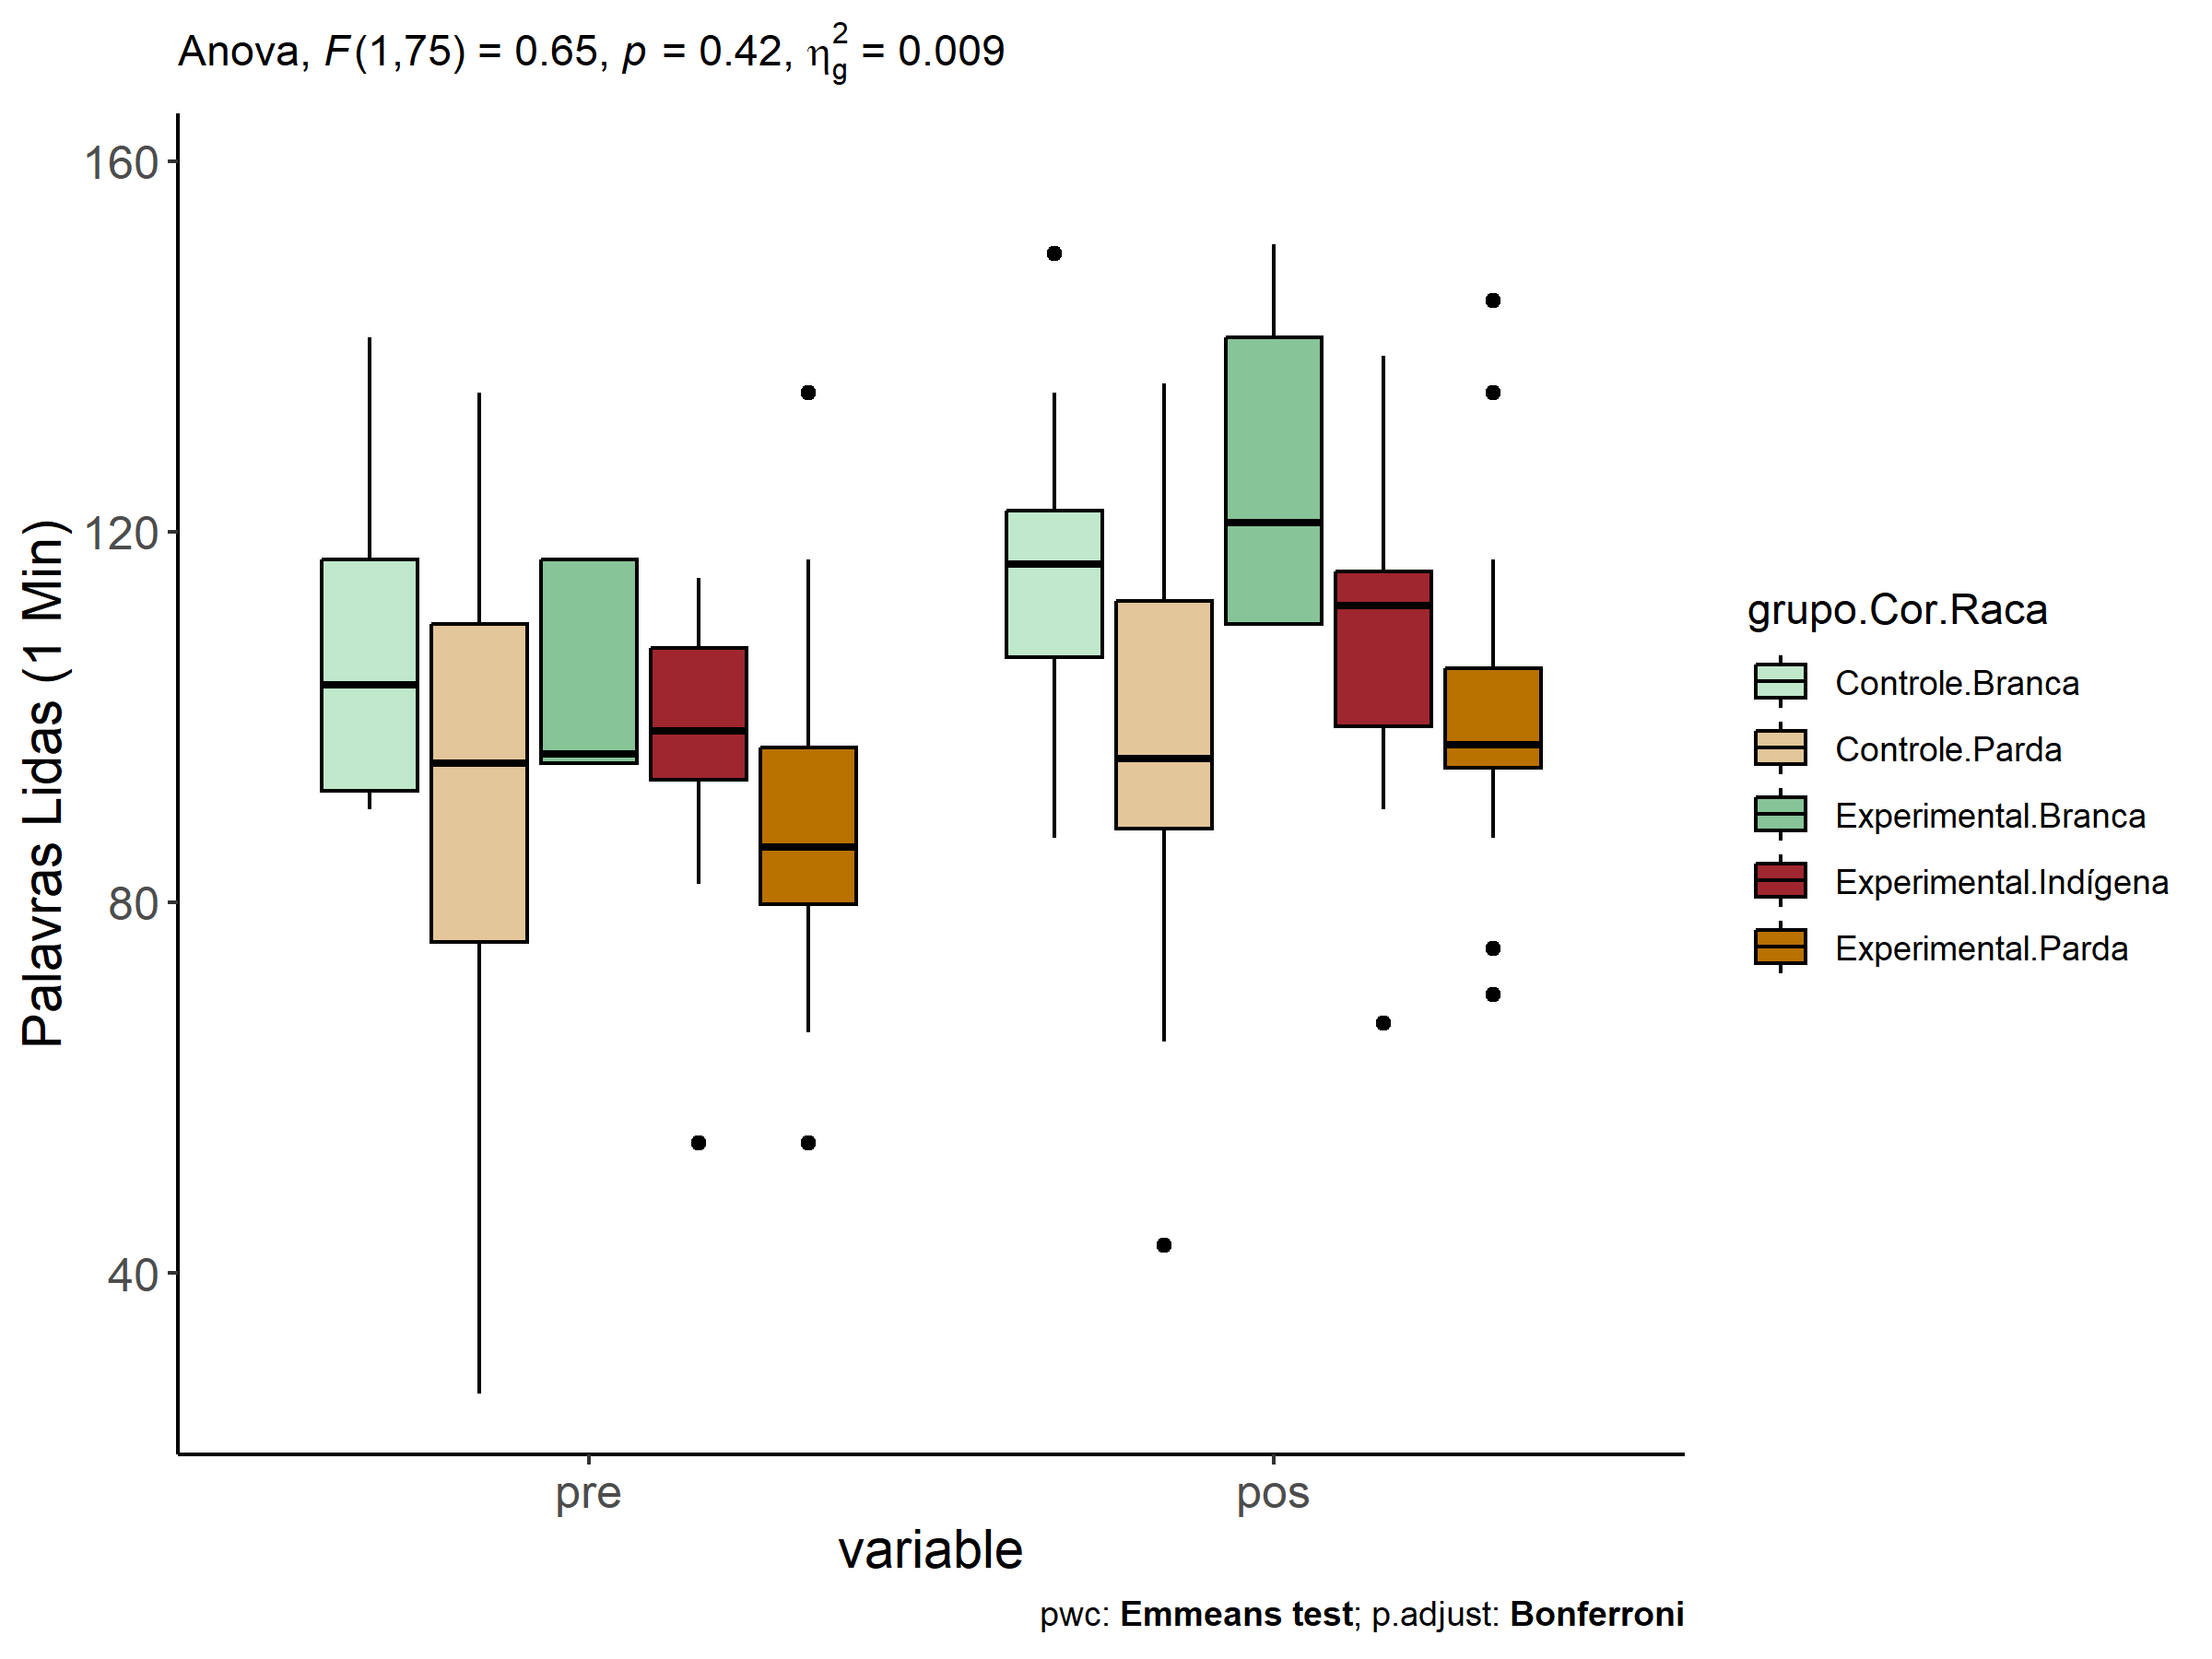 Anova, F(1,75) = 0.65, p = 0.42, η²g = 0.009
Palavras Lidas (1 Min)
160
120
80
40
pre pos
variable
grupo.Cor.Raca
Controle.Branca
Controle.Parda
Experimental.Branca
Experimental.Indígena
Experimental.Parda
pwc: Emmeans test; p.adjust: Bonferroni